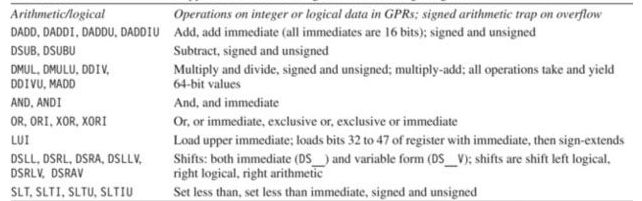 Arithmetic/logical Operations on integer or logical data in GPRs; signed arithmetic trap on overflow
DADD, DADDI, DADDU, DADDIU Add, add immediate (all immediates are 16 bits); signed and unsigned
DSUB, DSUBU Subtract, signed and unsigned
DMUL, DMULU, DDIV, Multiply and divide, signed and unsigned; multiply-add; all operations take and yield
DDIVU, MADD 64-bit values
AND, ANDI And, and immediate
OR, ORI, XOR, XORI Or, or immediate, exclusive or, exclusive or immediate
LUI Load upper immediate; loads bits 32 to 47 of register with immediate, then sign-extends
DSLL, DSRL, DSRA, DSLLV, Shifts: both immediate (DS__) and variable form (DS__V); shifts are shift left logical,
DSRLV, DSRAV right logical, right arithmetic
SLT, SLTI, SLTU, SLTIU Set less than, set less than immediate, signed and unsigned